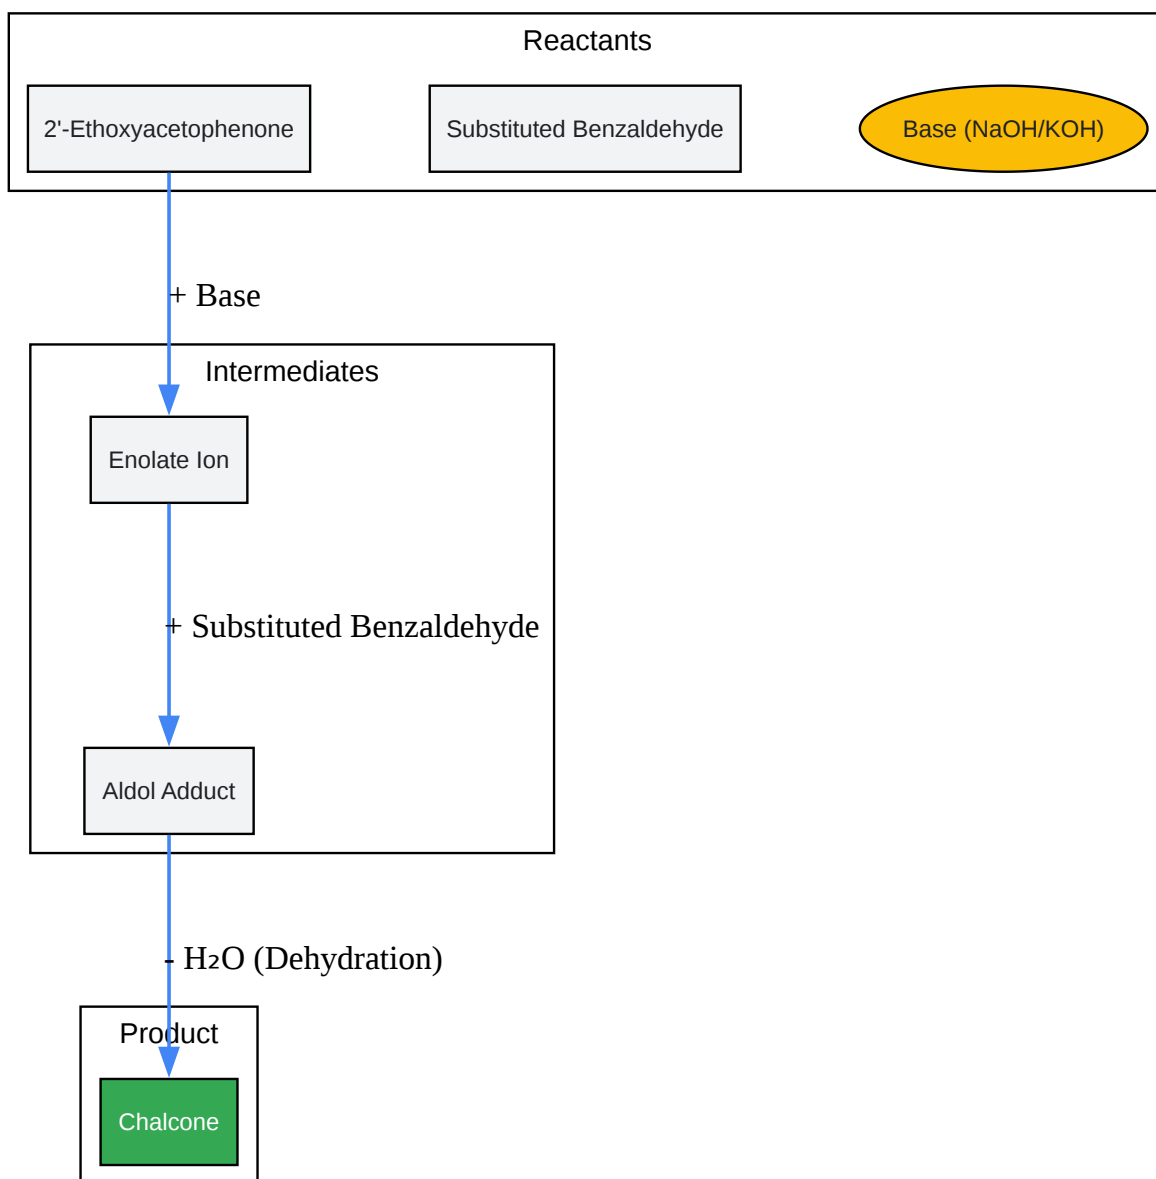 Reactants
2'-Ethoxyacetophenone
Substituted Benzaldehyde
Base (NaOH/KOH)
+ Base
Intermediates
Enolate Ion
+ Substituted Benzaldehyde
Aldol Adduct
- H₂O (Dehydration)
Product
Chalcone